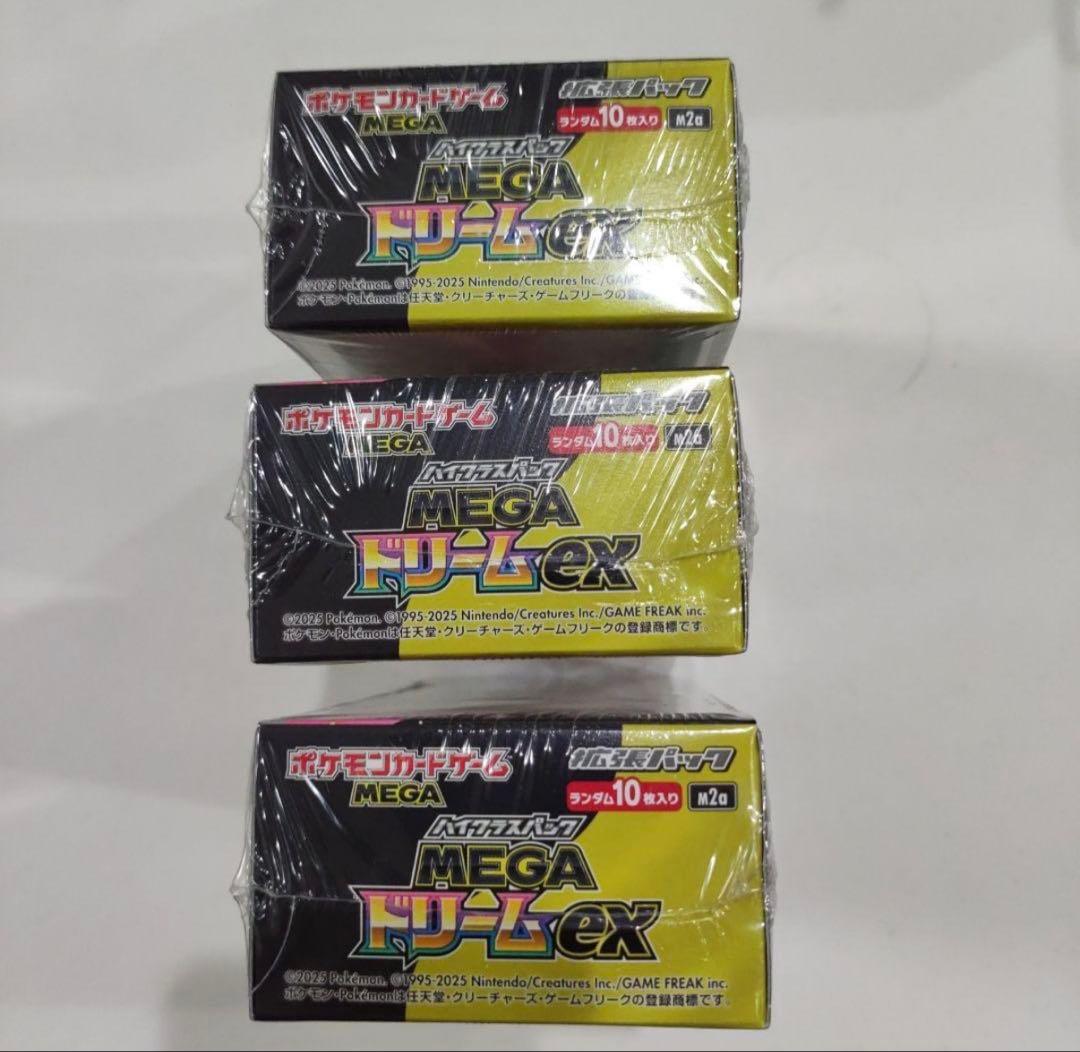 ポケモンカードゲーム
MEGA
拡張パック
ランダム10枚入り M2a
ハイクラスパック
MEGA
ドリームex
©2025 Pokémon. ©1995-2025 Nintendo/Creatures Inc./GAME inc.
ポケモン・Pokémonは任天堂・クリーチャーズ・ゲームフリークの登録
ポケモンカードゲーム
MEGA
拡張パック
ランダム10枚入り M2a
ハイクラスパック
MEGA
ドリームex
©2025 Pokémon. ©1995-2025 Nintendo/Creatures Inc./GAME FREAK inc.
ポケモン・Pokémonは任天堂・クリーチャーズ・ゲームフリークの登録商標です。
ポケモンカードゲーム
MEGA
拡張パック
ランダム10枚入り M2a
ハイクラスパック
MEGA
ドリームex
©2025 Pokémon. ©1995-2025 Nintendo/Creatures Inc./GAME FREAK inc.
ポケモン・Pokémonは任天堂・クリーチャーズ・ゲームフリークの登録商標です。